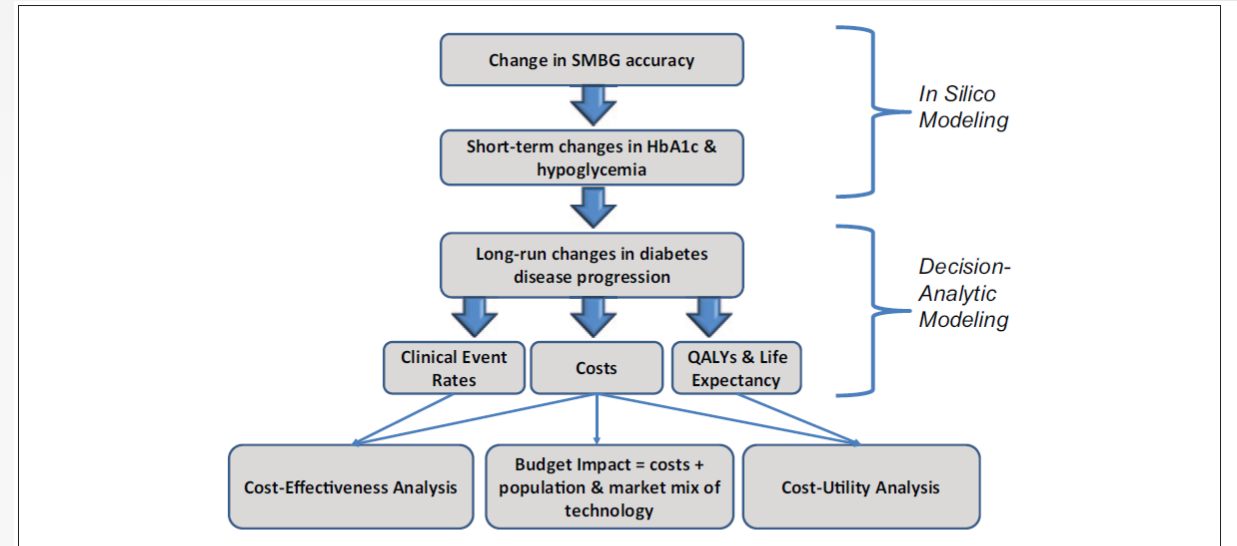 Change in SMBG accuracy
In Silico
Modeling
Short-term changes in HbA1c &
hypoglycemia
Long-run changes in diabetes
disease progression
Decision-
Analytic
Modeling
Clinical Event
Rates
Costs
QALYs & Life
Expectancy
Cost-Effectiveness Analysis
Budget Impact = costs +
population & market mix of
technology
Cost-Utility Analysis